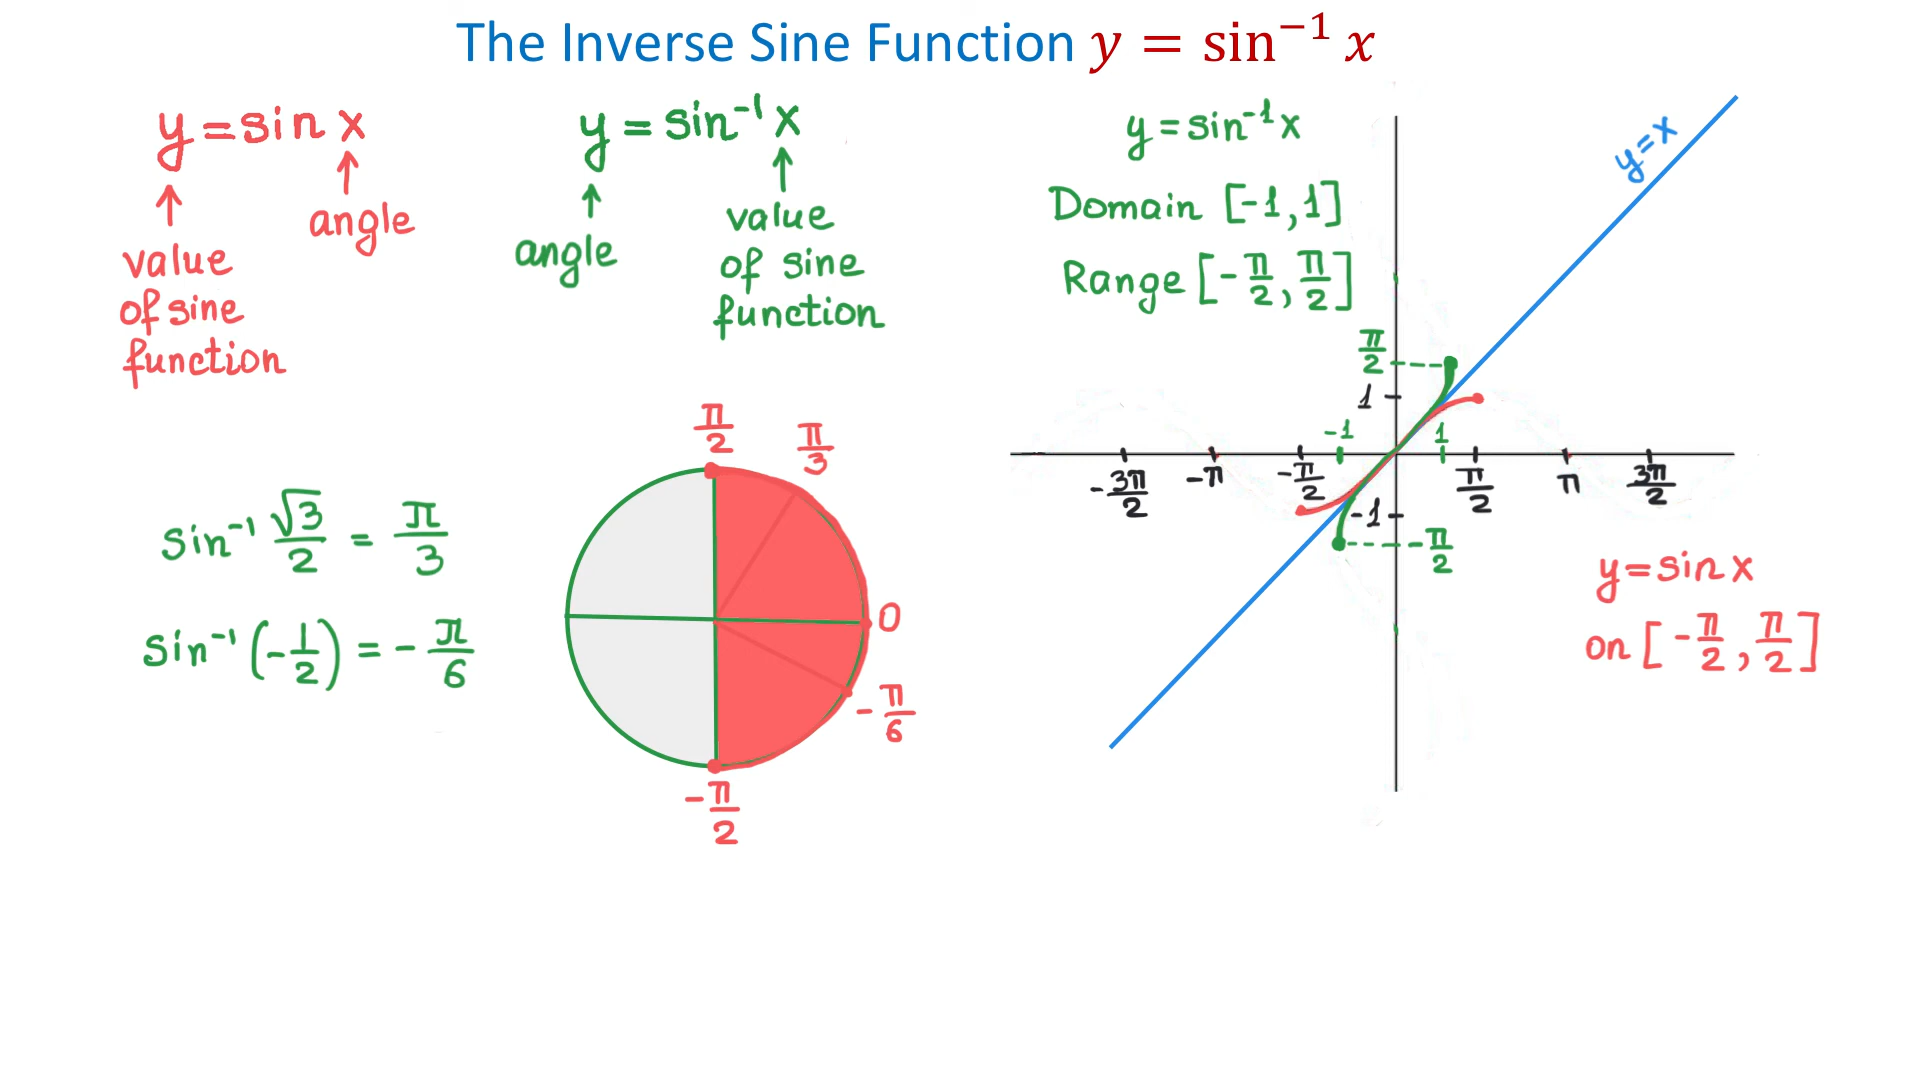 The Inverse Sine Function y = sin⁻¹ x
y = sin x
value
of sine
function
angle
y = sin⁻¹ x
angle
value
of sine
function
y = sin⁻¹ x
Domain [-1, 1]
Range [-π/2, π/2]
sin⁻¹ √3/2 = π/3
sin⁻¹ (-1/2) = - π/6
π/2
π/3
0
-π/6
-π/2
y=x
π/2
1
-1
1
-3π/2
-π
-π/2
π/2
π
3π/2
-1
-π/2
y = sin x
on [-π/2, π/2]